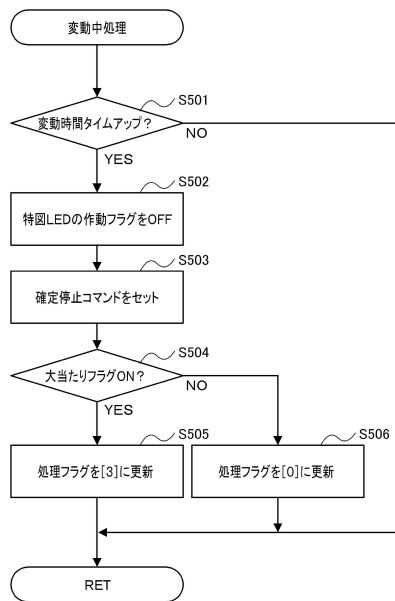 変動中処理
S501
変動時間タイムアップ？
NO
YES
S502
特図LEDの作動フラグをOFF
S503
確定停止コマンドをセット
S504
大当たりフラグON？
NO
YES
S505
S506
処理フラグを[3]に更新
処理フラグを[0]に更新
RET